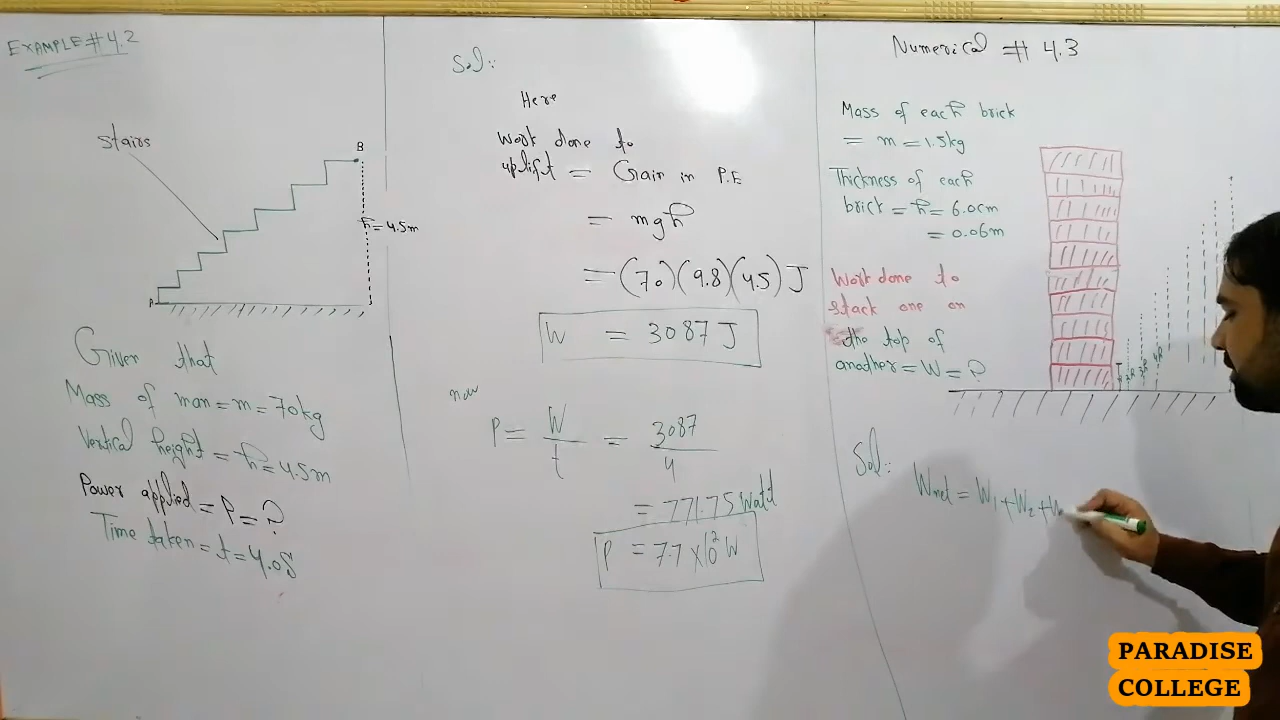 EXAMPLE # 4.2
stairs
B
h = 4.5m
P
Given that
Mass of man = m = 70kg
Vertical height = h = 4.5m
Power applied = P = ?
Time taken = t = 4.0S
Sol:
Here
Work done to
uplift = Gain in P.E
= mgh
= (70)(9.8)(4.5) J
W = 3087 J
now
P = W/t = 3087/4
= 771.75 Watt
P = 7.7 × 10² W
Numerical # 4.3
Mass of each brick
= m = 1.5kg
Thickness of each
brick = h = 6.0cm
= 0.06m
Work done to
stack one on
the top of
another = W = ?
2h 3h 4h
Sol:
Wnet = W₁ + W₂ + W
PARADISE
COLLEGE